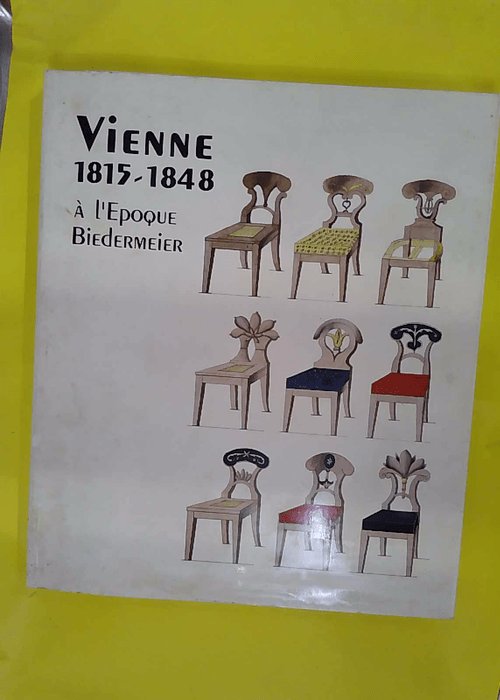 Vienne
1815-1848
à l'Epoque
Biedermeier